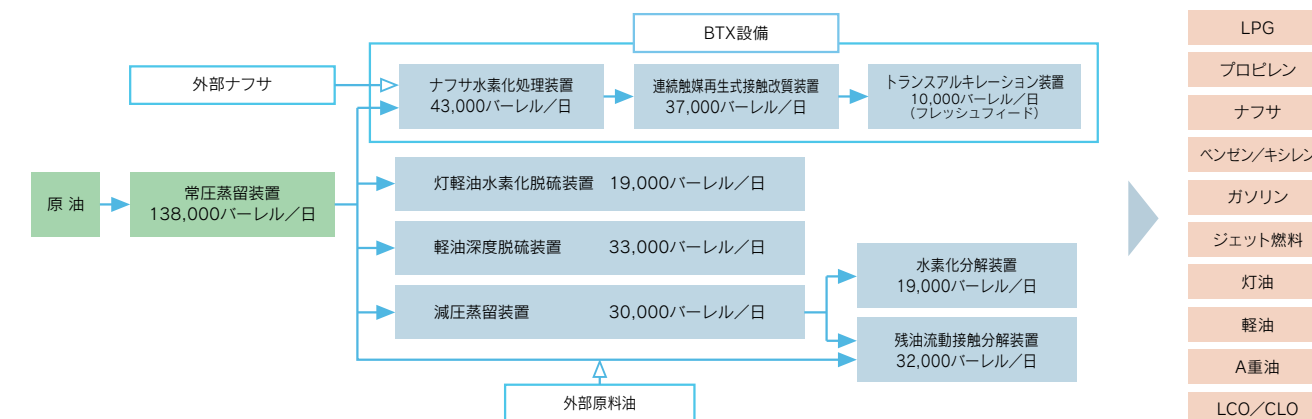 BTX設備
外部ナフサ
ナフサ水素化処理装置
43,000バーレル／日
連続触媒再生式接触改質装置
37,000バーレル／日
トランスアルキレーション装置
10,000バーレル／日
（フレッシュフィード）
原油
常圧蒸留装置
138,000バーレル／日
灯軽油水素化脱硫装置 19,000バーレル／日
軽油深度脱硫装置 33,000バーレル／日
減圧蒸留装置 30,000バーレル／日
水素化分解装置
19,000バーレル／日
残油流動接触分解装置
32,000バーレル／日
外部原料油
LPG
プロピレン
ナフサ
ベンゼン／キシレン
ガソリン
ジェット燃料
灯油
軽油
A重油
LCO／CLO